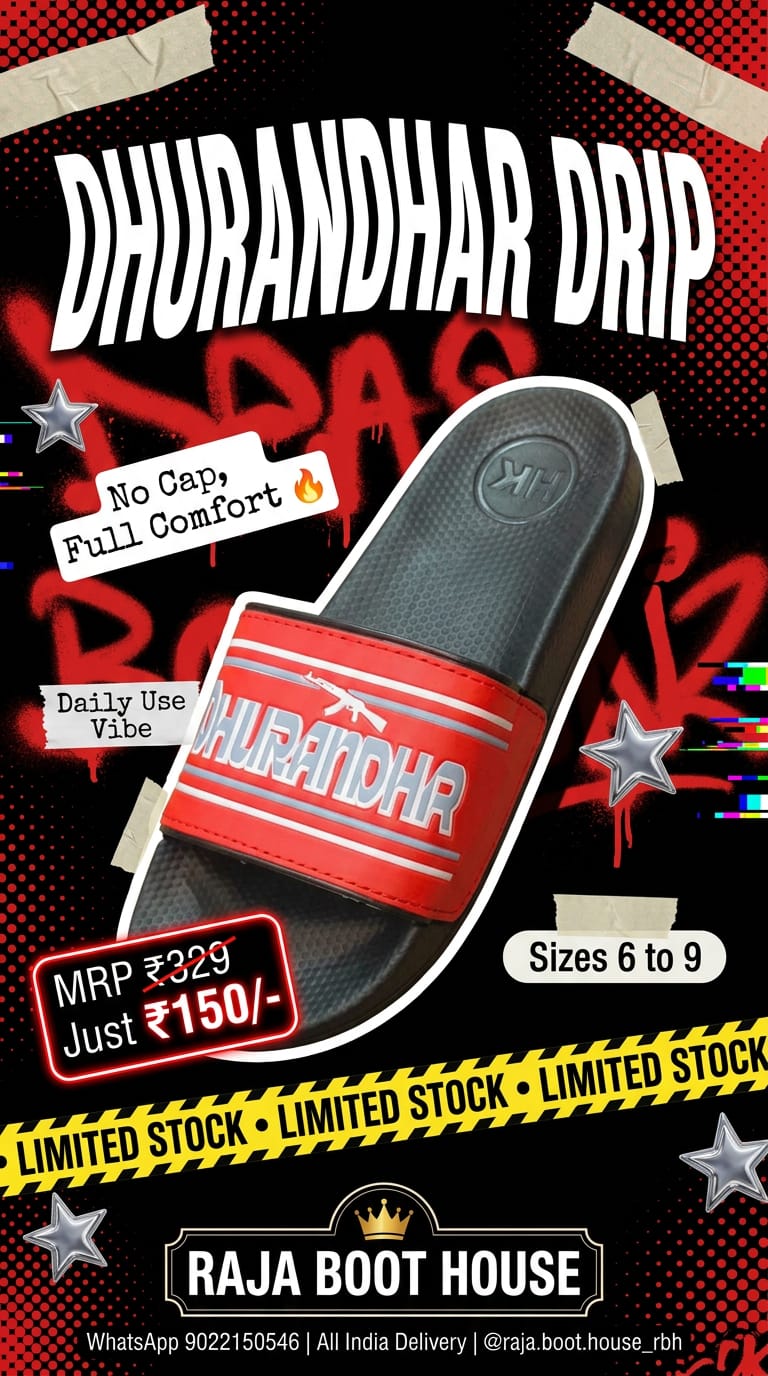 DHURANDHAR DRIP
No Cap,
Full Comfort 🔥
HK
Daily Use
Vibe
DHURANDHR
Sizes 6 to 9
MRP ₹329
Just ₹150/-
• LIMITED STOCK • LIMITED STOCK • LIMITED STOCK
RAJA BOOT HOUSE
WhatsApp 9022150546 | All India Delivery | @raja.boot.house_rbh